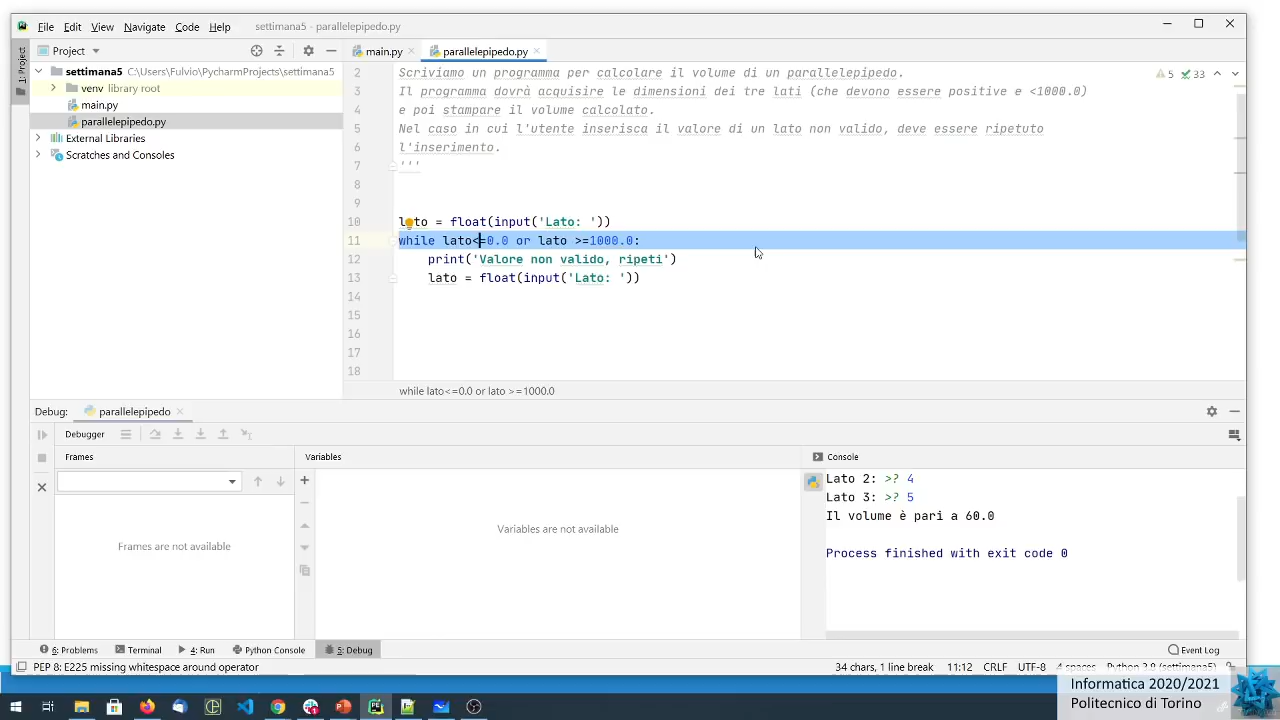 File Edit View Navigate Code Help settimana5 - parallelepipedo.py
1: Project
Project
main.py
parallelepipedo.py
settimana5 C:\Users\Fulvio\PycharmProjects\settimana5
venv library root
main.py
parallelepipedo.py
External Libraries
Scratches and Consoles
2 Scriviamo un programma per calcolare il volume di un parallelepipedo.
3 Il programma dovrà acquisire le dimensioni dei tre lati (che devono essere positive e <1000.0)
4 e poi stampare il volume calcolato.
5 Nel caso in cui l'utente inserisca il valore di un lato non valido, deve essere ripetuto
6 l'inserimento.
7 '''
8
9
10 lato = float(input('Lato: '))
11 while lato<=0.0 or lato >=1000.0:
12 print('Valore non valido, ripeti')
13 lato = float(input('Lato: '))
14
15
16
17
18
5 33
while lato<=0.0 or lato >=1000.0
Debug: parallelepipedo
Debugger
Frames
Variables
Console
Frames are not available
Variables are not available
Lato 2: >? 4
Lato 3: >? 5
Il volume è pari a 60.0
Process finished with exit code 0
6: Problems Terminal 4: Run Python Console 5: Debug Event Log
PEP 8: E225 missing whitespace around operator 34 chars, 1 line break 11:12 CRLF UTF-8 4 spaces Python 3.8 (settimana5)
Informatica 2020/2021
Politecnico di Torino